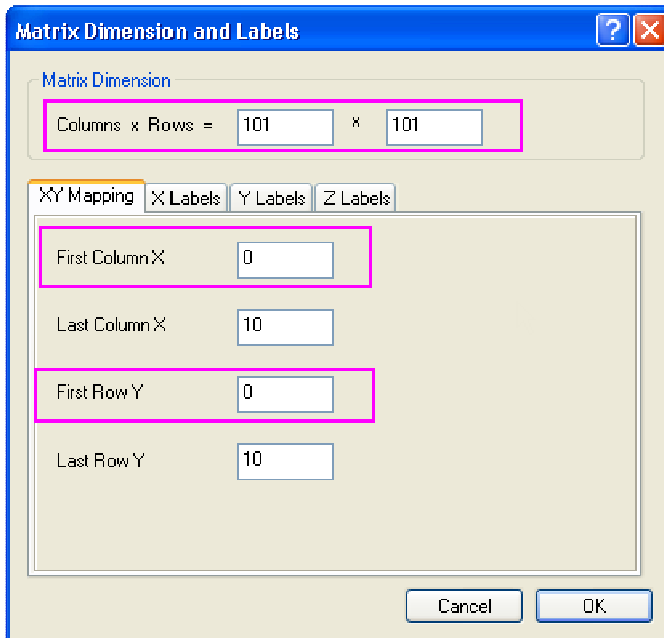 Matrix Dimension and Labels
Matrix Dimension
Columns x Rows = 101 x 101
XY Mapping X Labels Y Labels Z Labels
First Column X 0
Last Column X 10
First Row Y 0
Last Row Y 10
Cancel OK